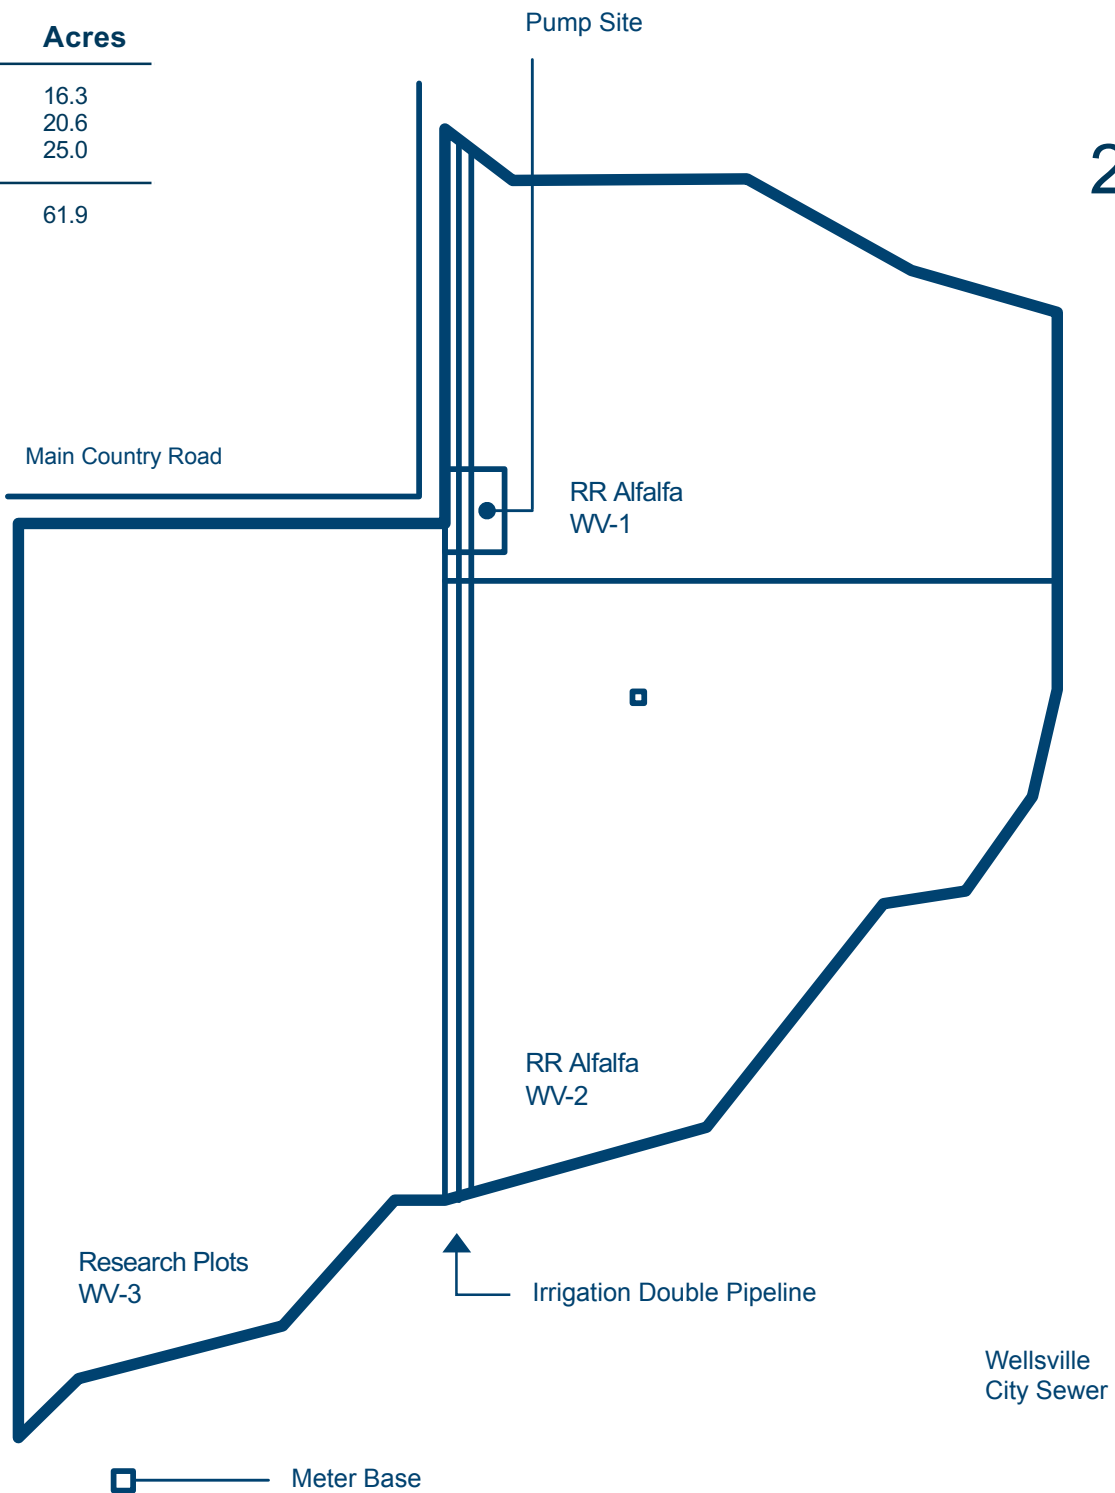 Pump Site
Acres
16.3
20.6
25.0
61.9
2
Main Country Road
RR Alfalfa
WV-1
RR Alfalfa
WV-2
Research Plots
WV-3
Irrigation Double Pipeline
Wellsville
City Sewer
Meter Base